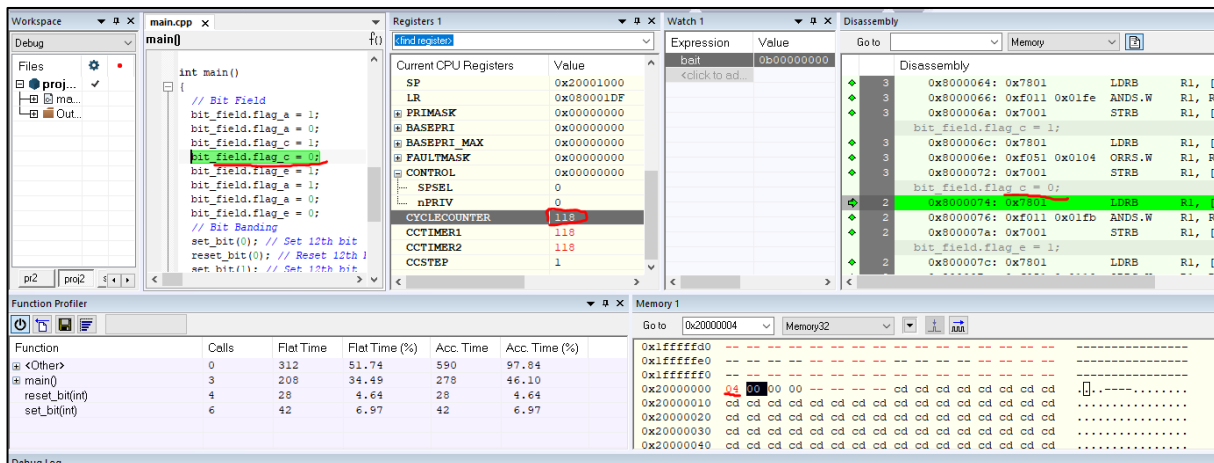 Workspace
Debug
Files
proj...
ma...
Out...
pr2 proj2
main.cpp x
main() f()
int main()
{
// Bit Field
bit_field.flag_a = 1;
bit_field.flag_a = 0;
bit_field.flag_c = 1;
bit_field.flag_c = 0;
bit_field.flag_e = 1;
bit_field.flag_a = 1;
bit_field.flag_a = 0;
bit_field.flag_e = 0;
// Bit Banding
set_bit(0); // Set 12th bit
reset_bit(0); // Reset 12th
set_bit(1); // Set 12th bit
Registers 1
<find register>
Current CPU Registers Value
SP 0x20001000
LR 0x080001DF
PRIMASK 0x00000000
BASEPRI 0x00000000
BASEPRI_MAX 0x00000000
FAULTMASK 0x00000000
CONTROL 0x00000000
SPSEL 0
nPRIV 0
CYCLECOUNTER 118
CCTIMER1 118
CCTIMER2 118
CCSTEP 1
Watch 1
Expression Value
bait 0b00000000
<click to ad...
Disassembly
Go to Memory
Disassembly
3 0x8000064: 0x7801 LDRB R1, [
3 0x8000066: 0xf011 0x01fe ANDS.W R1, R
3 0x800006a: 0x7001 STRB R1, [
bit_field.flag_c = 1;
3 0x800006c: 0x7801 LDRB R1, [
3 0x800006e: 0xf051 0x0104 ORRS.W R1, R
3 0x8000072: 0x7001 STRB R1, [
bit_field.flag_c = 0;
2 0x8000074: 0x7801 LDRB R1, [
2 0x8000076: 0xf011 0x01fb ANDS.W R1, R
2 0x800007a: 0x7001 STRB R1, [
bit_field.flag_e = 1;
2 0x800007c: 0x7801 LDRB R1, [
Function Profiler
Function Calls Flat Time Flat Time (%) Acc. Time Acc. Time (%)
<Other> 0 312 51.74 590 97.84
main() 3 208 34.49 278 46.10
reset_bit(int) 4 28 4.64 28 4.64
set_bit(int) 6 42 6.97 42 6.97
Memory 1
Go to 0x20000004 Memory32
0x1fffffd0 -- -- -- -- -- -- -- -- -- -- -- -- -- -- -- -- ----------------
0x1fffffe0 -- -- -- -- -- -- -- -- -- -- -- -- -- -- -- -- ----------------
0x1ffffff0 -- -- -- -- -- -- -- -- -- -- -- -- -- -- -- -- ----------------
0x20000000 04 00 00 00 -- -- -- -- cd cd cd cd cd cd cd cd ....----........
0x20000010 cd cd cd cd cd cd cd cd cd cd cd cd cd cd cd cd ................
0x20000020 cd cd cd cd cd cd cd cd cd cd cd cd cd cd cd cd ................
0x20000030 cd cd cd cd cd cd cd cd cd cd cd cd cd cd cd cd ................
0x20000040 cd cd cd cd cd cd cd cd cd cd cd cd cd cd cd cd ................
Debug Log